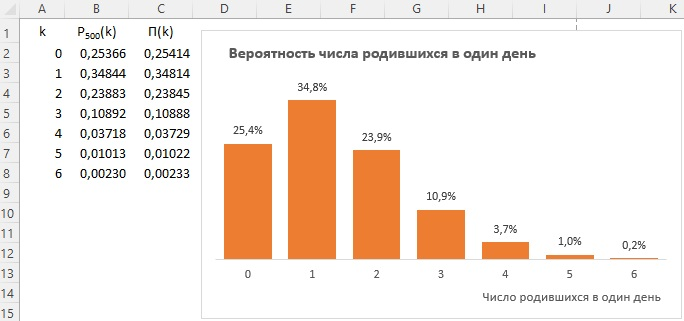 A B C D E F G H I J K
1 k P₅₀₀(k) П(k)
2 0 0,25366 0,25414
3 1 0,34844 0,34814
4 2 0,23883 0,23845
5 3 0,10892 0,10888
6 4 0,03718 0,03729
7 5 0,01013 0,01022
8 6 0,00230 0,00233
9
10
11
12
13
14
15
Вероятность числа родившихся в один день
25,4% 34,8% 23,9% 10,9% 3,7% 1,0% 0,2%
0 1 2 3 4 5 6
Число родившихся в один день